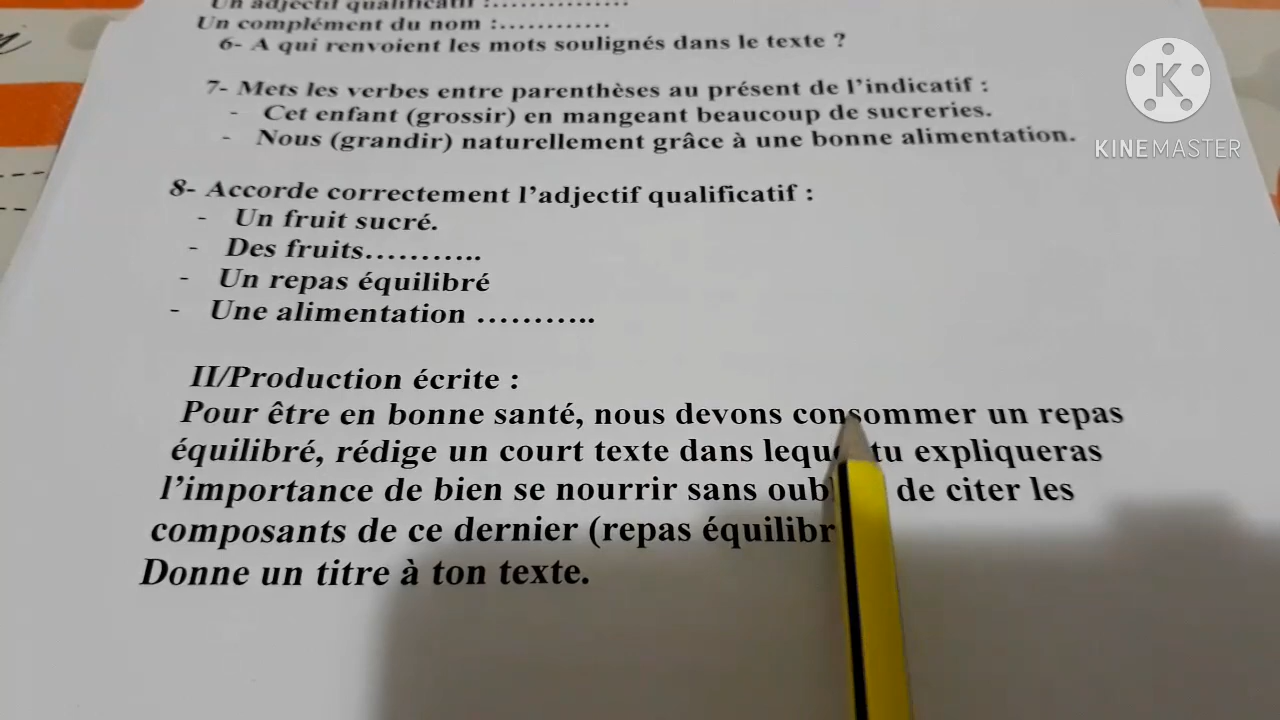 Un adjectif qualificatif :...............
Un complément du nom :............
6- A qui renvoient les mots soulignés dans le texte ?
7- Mets les verbes entre parenthèses au présent de l'indicatif :
- Cet enfant (grossir) en mangeant beaucoup de sucreries.
- Nous (grandir) naturellement grâce à une bonne alimentation.
8- Accorde correctement l'adjectif qualificatif :
- Un fruit sucré.
- Des fruits...........
- Un repas équilibré
- Une alimentation ...........
II/Production écrite :
Pour être en bonne santé, nous devons consommer un repas
équilibré, rédige un court texte dans lequel tu expliqueras
l'importance de bien se nourrir sans oubl de citer les
composants de ce dernier (repas équilibr
Donne un titre à ton texte.
K
KINEMASTER